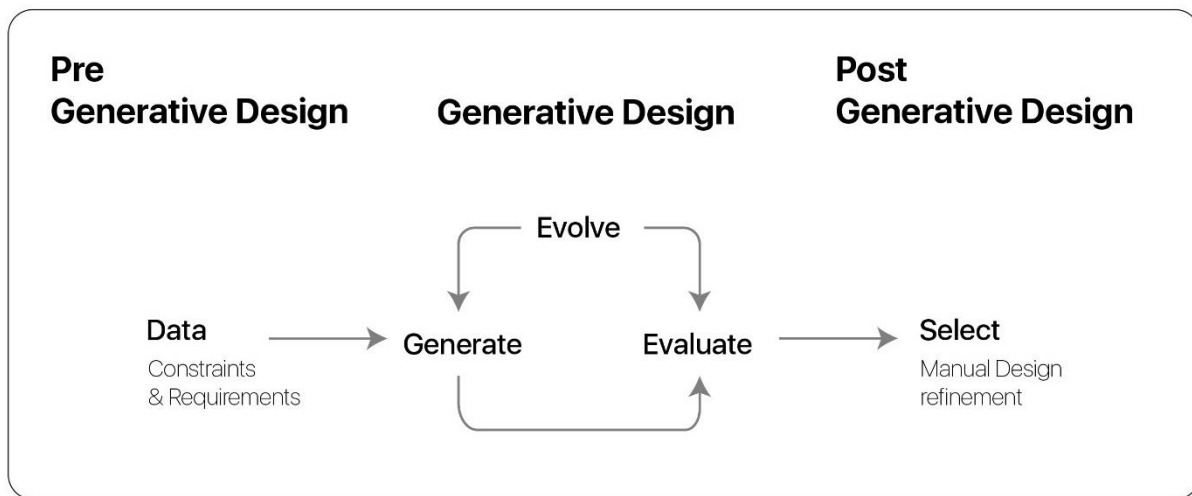 Pre
Generative Design
Generative Design
Post
Generative Design
Evolve
Data
Constraints
& Requirements
Generate
Evaluate
Select
Manual Design
refinement